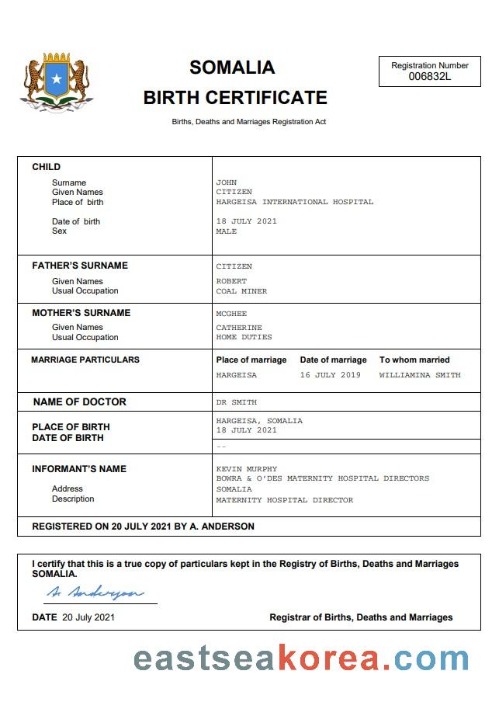 SOMALIA
BIRTH CERTIFICATE
Births, Deaths and Marriages Registration Act
Registration Number
006832L
CHILD
Surname JOHN
Given Names CITIZEN
Place of birth HARGEISA INTERNATIONAL HOSPITAL
Date of birth 18 JULY 2021
Sex MALE
FATHER'S SURNAME CITIZEN
Given Names ROBERT
Usual Occupation COAL MINER
MOTHER'S SURNAME MCGHEE
Given Names CATHERINE
Usual Occupation HOME DUTIES
MARRIAGE PARTICULARS Place of marriage Date of marriage To whom married
HARGEISA 16 JULY 2019 WILLIAMINA SMITH
NAME OF DOCTOR DR SMITH
PLACE OF BIRTH HARGEISA, SOMALIA
DATE OF BIRTH 18 JULY 2021
--
INFORMANT'S NAME KEVIN MURPHY
BOWRA & O'DES MATERNITY HOSPITAL DIRECTORS
Address SOMALIA
Description MATERNITY HOSPITAL DIRECTOR
REGISTERED ON 20 JULY 2021 BY A. ANDERSON
I certify that this is a true copy of particulars kept in the Registry of Births, Deaths and Marriages
SOMALIA.
A. Anderson
DATE 20 July 2021 Registrar of Births, Deaths and Marriages
eastseakorea.com